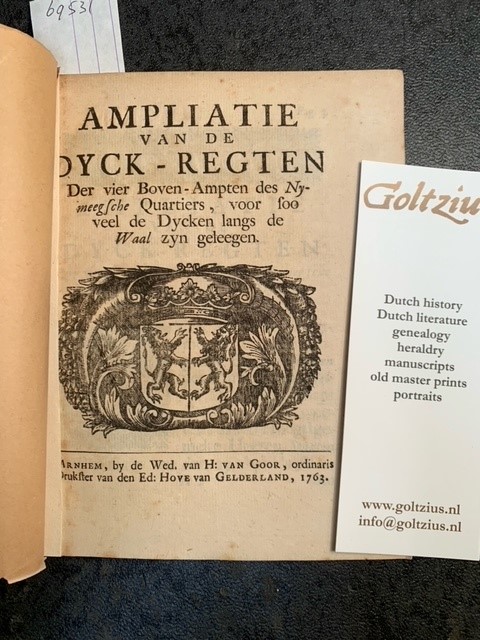 69531
AMPLIATIE
VAN DE
DYCK-REGTEN
Der vier Boven-Ampten des Ny-
meegsche Quartiers, voor soo
veel de Dycken langs de
Waal zyn geleegen.
ARNHEM, by de Wed. van H: VAN GOOR, ordinaris
Drukster van den Ed: HOVE van GELDERLAND, 1763.
Goltziu
Dutch history
Dutch literature
genealogy
heraldry
manuscripts
old master prints
portraits
www.goltzius.nl
info@goltzius.nl